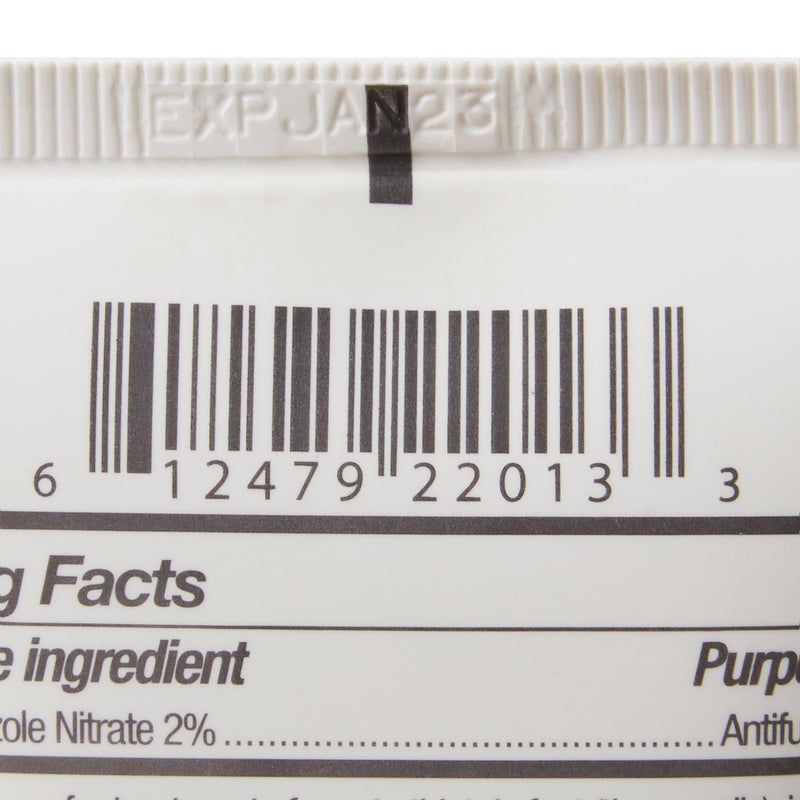 EXP JAN23
6 12479 22013 3
g Facts
e ingredient Purp
zole Nitrate 2% Antifu